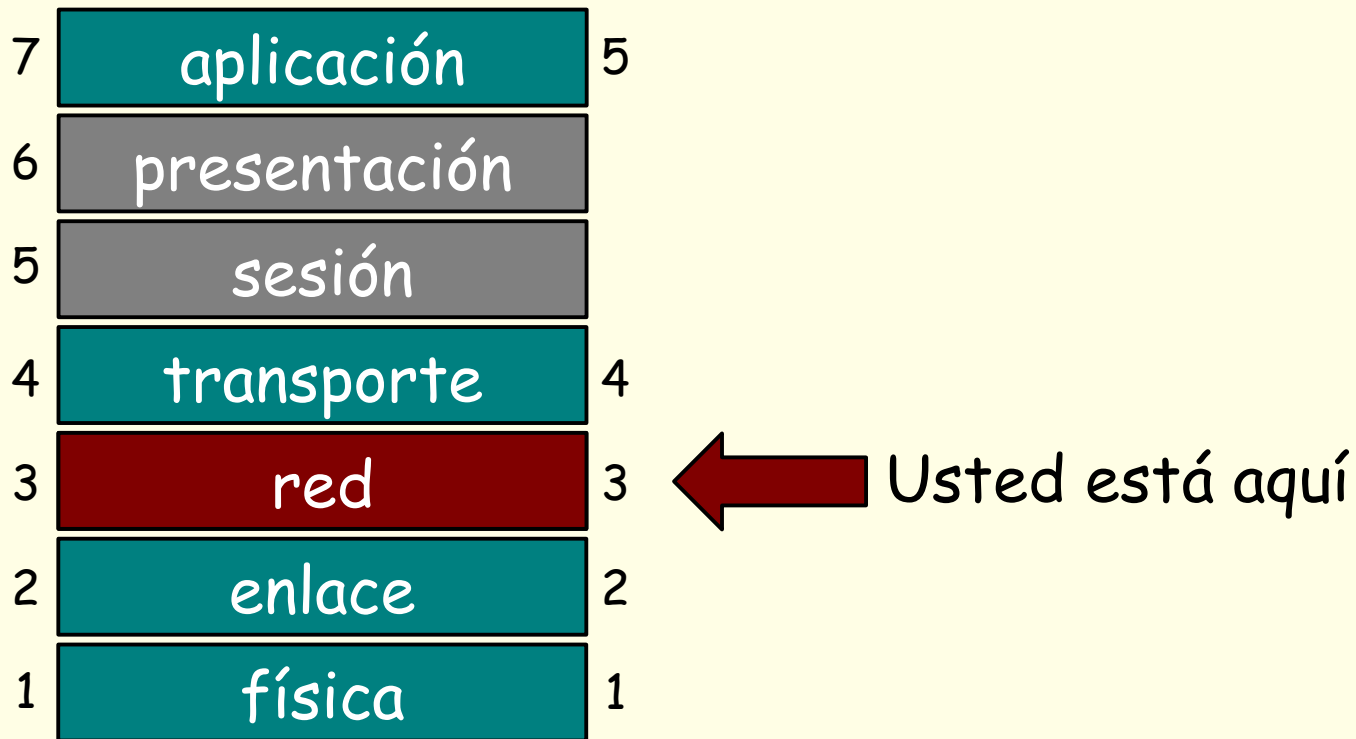 7 aplicación 5
6 presentación
5 sesión
4 transporte 4
3 red 3 Usted está aquí
2 enlace 2
1 física 1